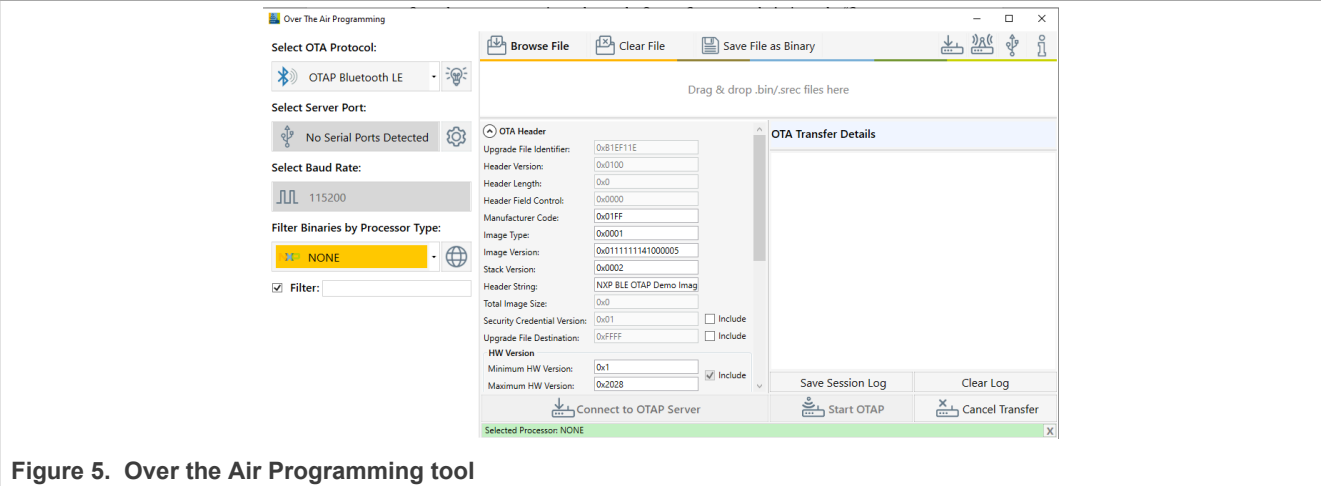 Over The Air Programming
Select OTA Protocol:
OTAP Bluetooth LE
Select Server Port:
No Serial Ports Detected
Select Baud Rate:
115200
Filter Binaries by Processor Type:
NONE
Filter:
Browse File
Clear File
Save File as Binary
Drag & drop .bin/.srec files here
OTA Header
Upgrade File Identifier: 0xB1EF11E
Header Version: 0x0100
Header Length: 0x0
Header Field Control: 0x0000
Manufacturer Code: 0x01FF
Image Type: 0x0001
Image Version: 0x0111111141000005
Stack Version: 0x0002
Header String: NXP BLE OTAP Demo Imag
Total Image Size: 0x0
Security Credential Version: 0x01 Include
Upgrade File Destination: 0xFFFF Include
HW Version
Minimum HW Version: 0x1
Include
Maximum HW Version: 0x2028
OTA Transfer Details
Save Session Log
Clear Log
Connect to OTAP Server
Start OTAP
Cancel Transfer
Selected Processor: NONE
X
Figure 5. Over the Air Programming tool